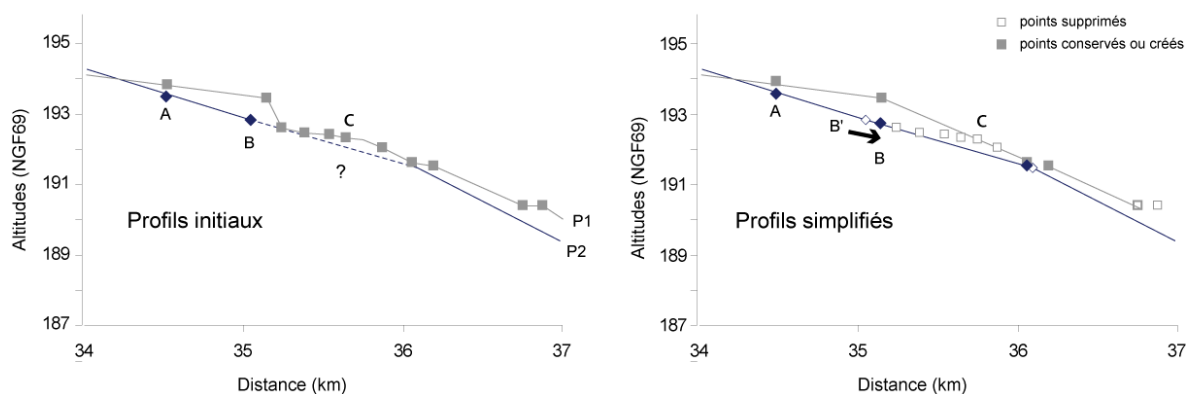 195
193
191
189
187
Altitudes (NGF69)
A
B
C
?
Profils initiaux
P1
P2
34 35 36 37
Distance (km)
points supprimés
points conservés ou créés
195
193
191
189
187
Altitudes (NGF69)
A
B'
B
C
Profils simplifiés
34 35 36 37
Distance (km)